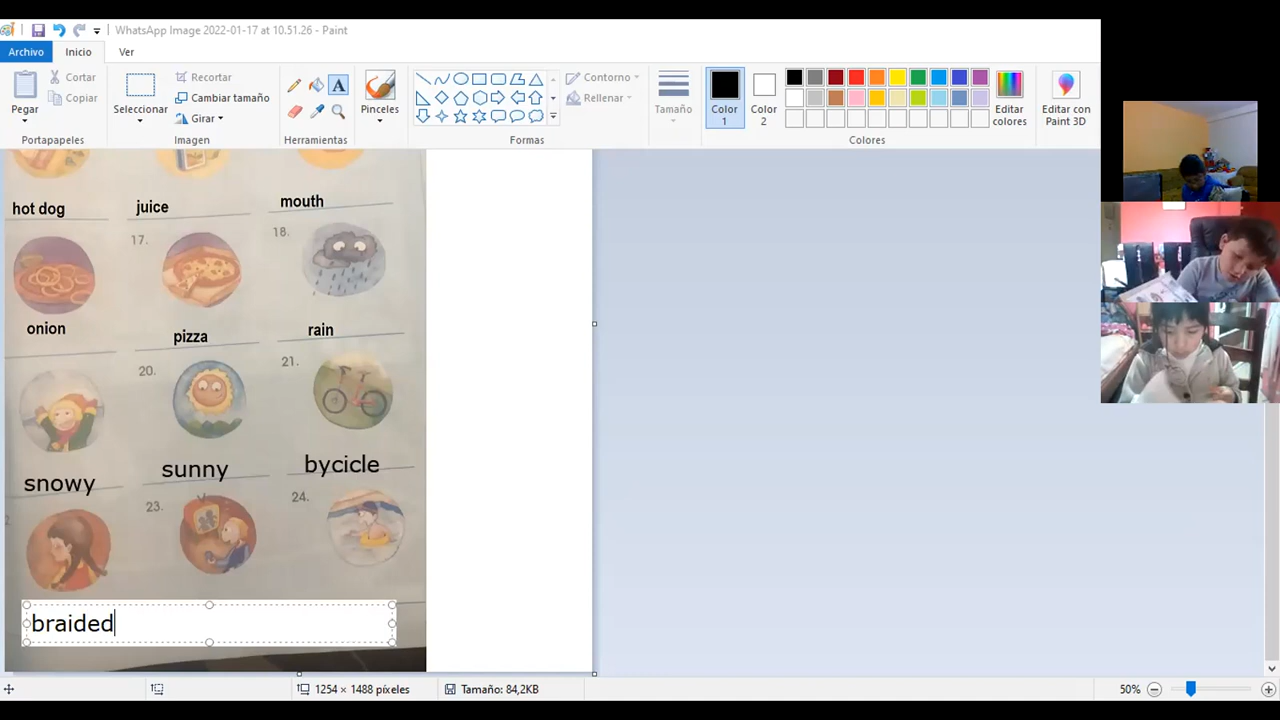 WhatsApp Image 2022-01-17 at 10.51.26 - Paint
Archivo Inicio Ver
Pegar
Cortar
Copiar
Portapapeles
Seleccionar
Recortar
Cambiar tamaño
Girar
Imagen
A
Herramientas
Pinceles
Contorno
Rellenar
Formas
Tamaño
Color 1
Color 2
Editar colores
Colores
Editar con Paint 3D
hot dog juice mouth
17. 18.
onion pizza rain
20. 21.
snowy sunny bycicle
23. 24.
braided
1254 × 1488 píxeles Tamaño: 84,2KB 50%